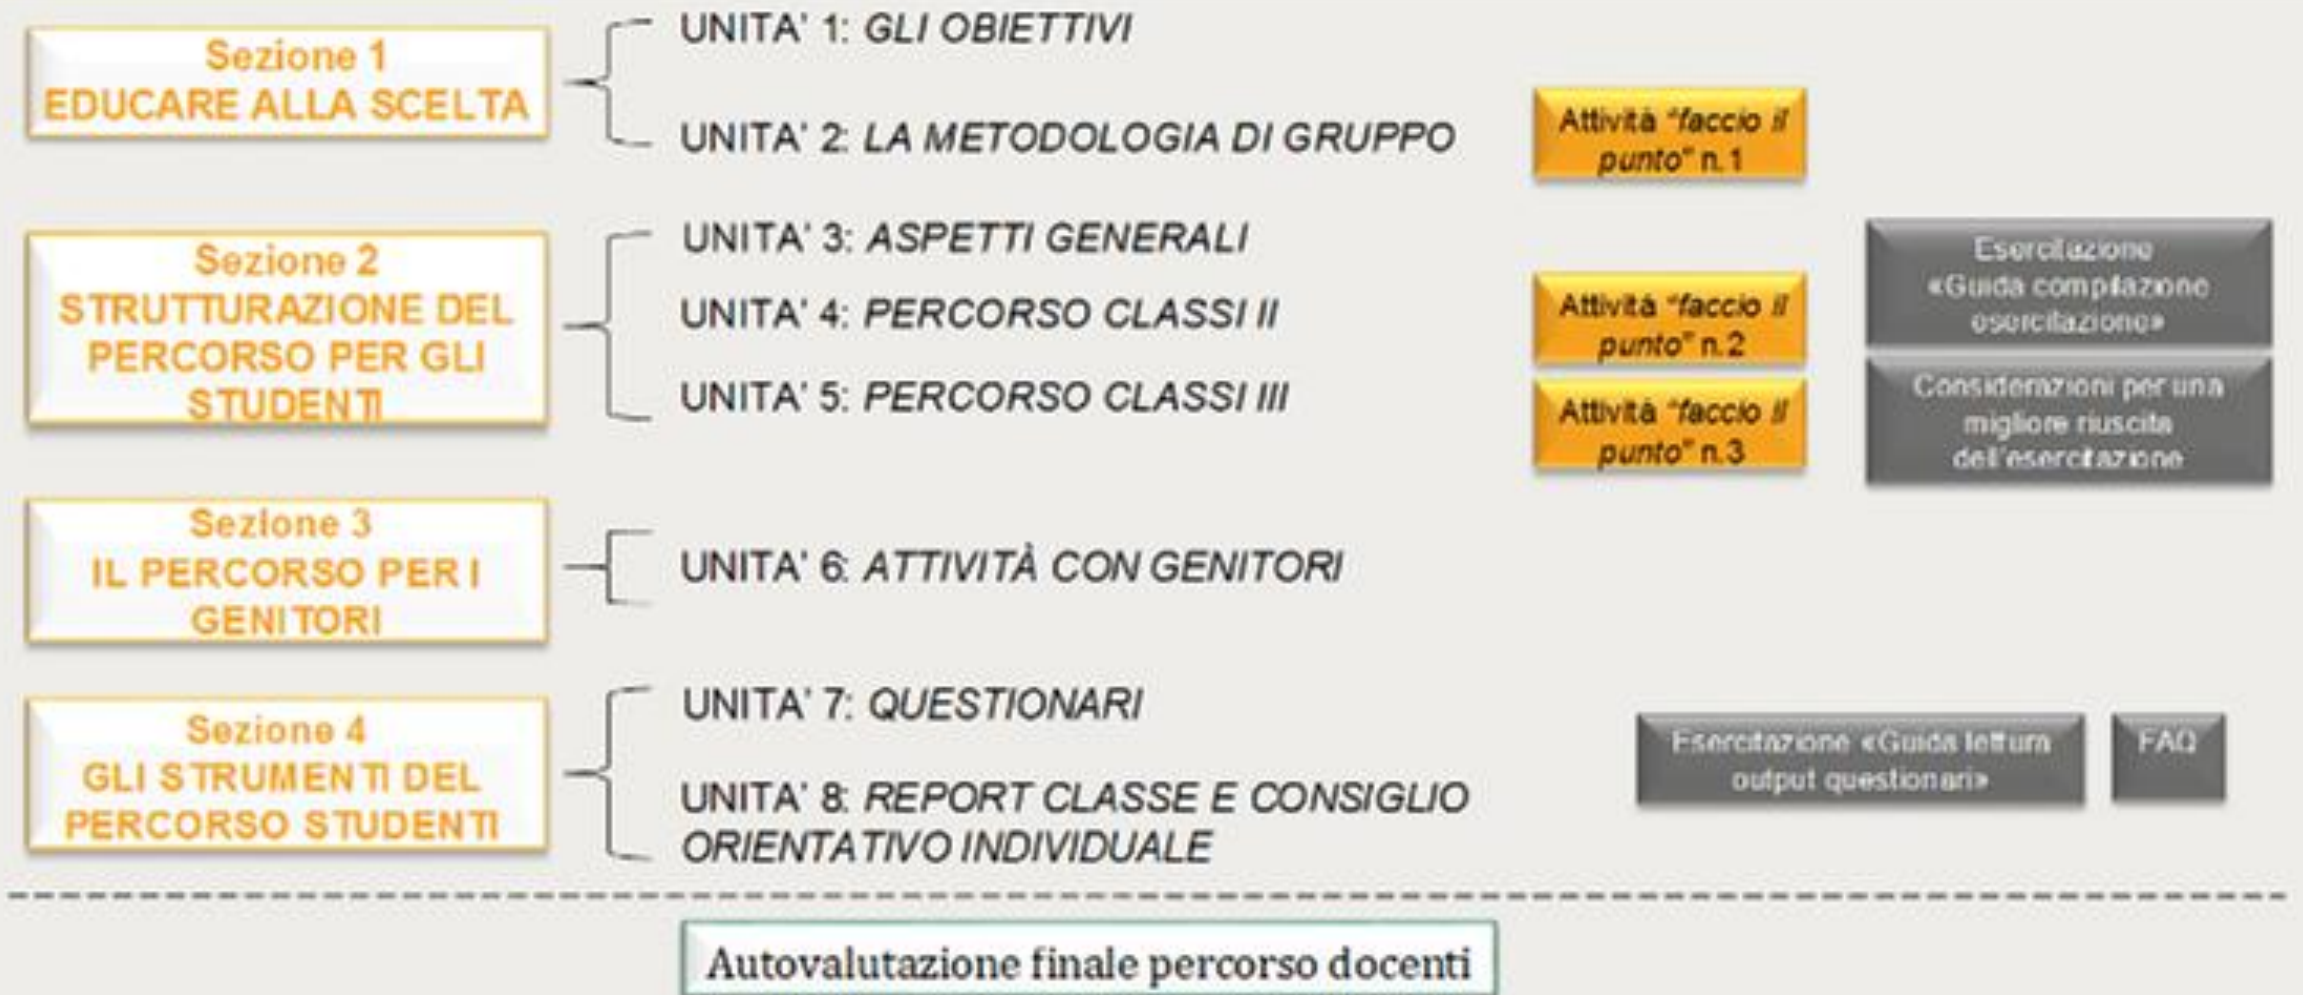 Sezione 1
EDUCARE ALLA SCELTA
UNITA' 1: GLI OBIETTIVI
UNITA' 2: LA METODOLOGIA DI GRUPPO
Attività "faccio il
punto" n.1
Sezione 2
STRUTTURAZIONE DEL
PERCORSO PER GLI
STUDENTI
UNITA' 3: ASPETTI GENERALI
UNITA' 4: PERCORSO CLASSI II
UNITA' 5: PERCORSO CLASSI III
Attività "faccio il
punto" n.2
Attività "faccio il
punto" n.3
Esercitazione
«Guida compilazione
esercitazione»
Considerazioni per una
migliore riuscita
dell'esercitazione
Sezione 3
IL PERCORSO PER I
GENITORI
UNITA' 6: ATTIVITÀ CON GENITORI
Sezione 4
GLI STRUMENTI DEL
PERCORSO STUDENTI
UNITA' 7: QUESTIONARI
UNITA' 8: REPORT CLASSE E CONSIGLIO
ORIENTATIVO INDIVIDUALE
Esercitazione «Guida lettura
output questionari»
FAQ
Autovalutazione finale percorso docenti